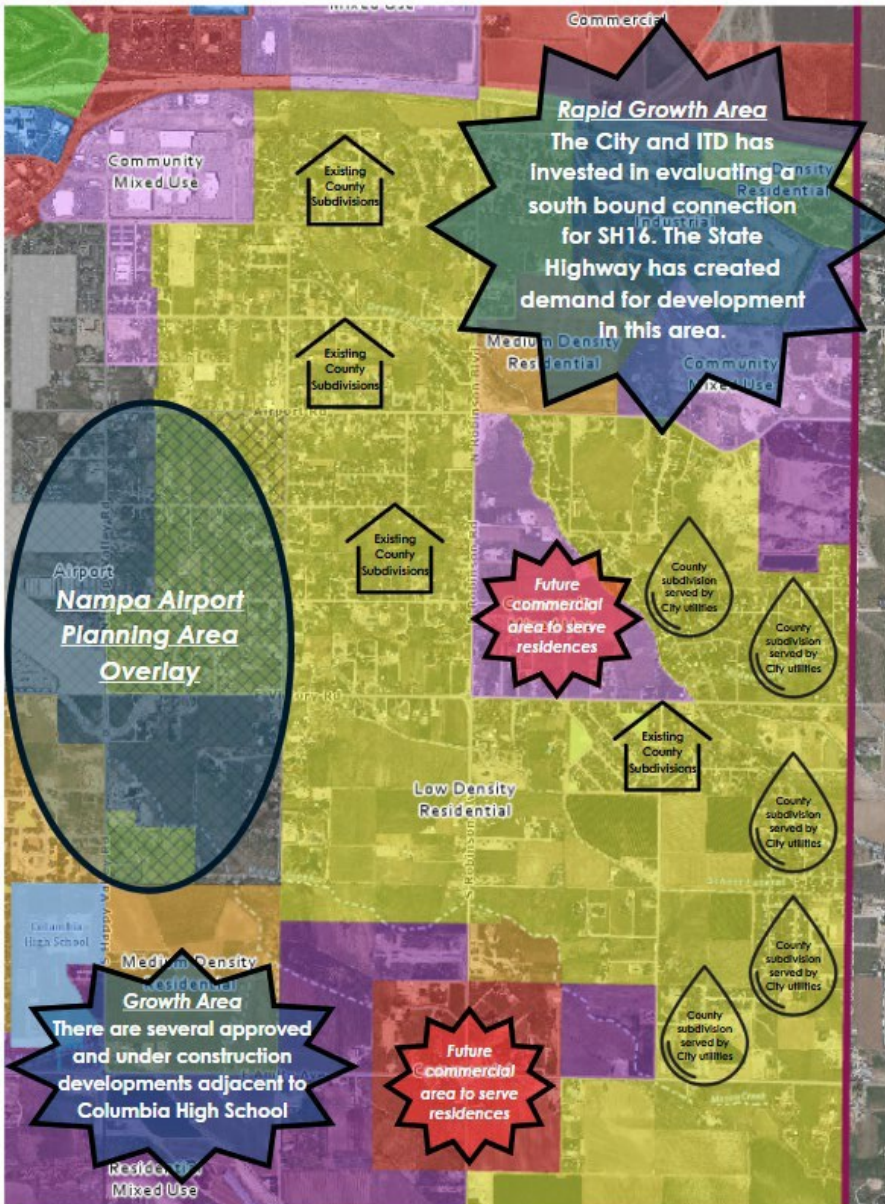 Mixed Use
Commercial
Rapid Growth Area
The City and ITD has
invested in evaluating a
south bound connection
for SH16. The State
Highway has created
demand for development
in this area.
Density
Residential
Industrial
Community
Mixed Use
Existing
County
Subdivisions
Existing
County
Subdivisions
Medium Density
Residential
Community
Mixed Use
Airport Rd
N Robinson Blvd
Existing
County
Subdivisions
S Robinson Rd
Airport
Nampa Airport
Planning Area
Overlay
Future
commercial
area to serve
residences
County
subdivision
served by
City utilities
County
subdivision
served by
City utilities
Existing
County
Subdivisions
Low Density
Residential
County
subdivision
served by
City utilities
Columbia
High School
Medium Density
Residential
Growth Area
There are several approved
and under construction
developments adjacent to
Columbia High School
Future
commercial
area to serve
residences
County
subdivision
served by
City utilities
County
subdivision
served by
City utilities
Mason Creek
Residential
Mixed Use